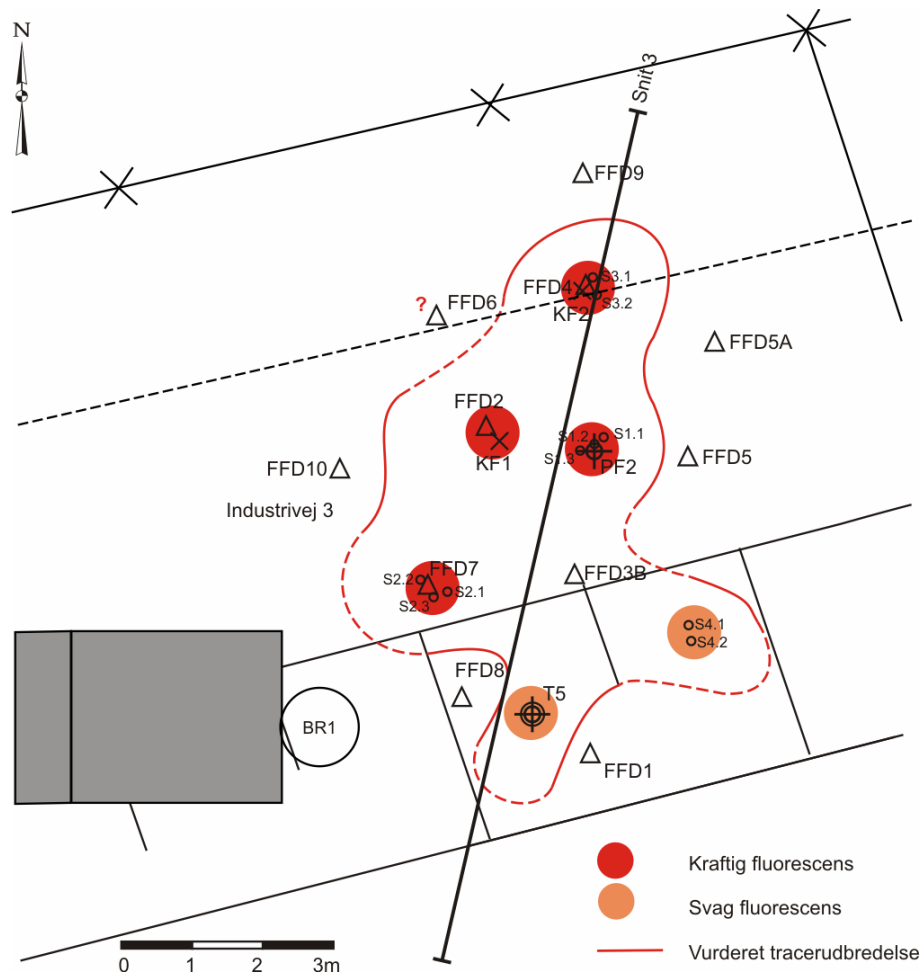 N
Snit 3
FFD9
S3.1
FFD4
S3.2
KF2
? FFD6
FFD5A
FFD2
S1.2 S1.1
S1.3
PF2
KF1
FFD5
FFD10
Industrivej 3
FFD7
S2.2
S2.1
S2.3
FFD3B
S4.1
S4.2
FFD8
T5
BR1
FFD1
Kraftig fluorescens
Svag fluorescens
Vurderet tracerudbredelse
0 1 2 3m